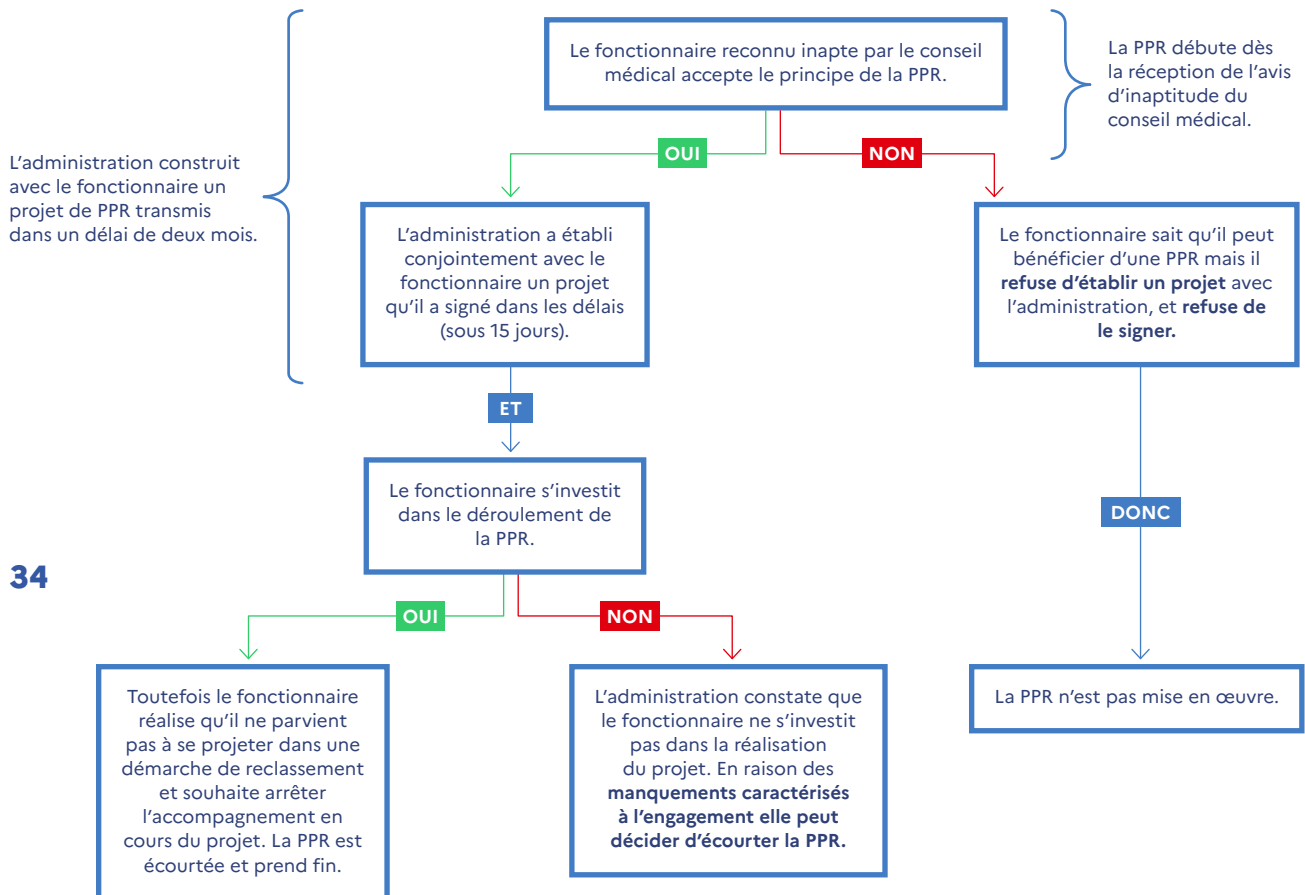 Le fonctionnaire reconnu inapte par le conseil
médical accepte le principe de la PPR.
La PPR débute dès
la réception de l'avis
d'inaptitude du
conseil médical.
L'administration construit
avec le fonctionnaire un
projet de PPR transmis
dans un délai de deux mois.
OUI
NON
L'administration a établi
conjointement avec le
fonctionnaire un projet
qu'il a signé dans les délais
(sous 15 jours).
Le fonctionnaire sait qu'il peut
bénéficier d'une PPR mais il
refuse d'établir un projet avec
l'administration, et refuse de
le signer.
ET
Le fonctionnaire s'investit
dans le déroulement de
la PPR.
DONC
34
OUI
NON
Toutefois le fonctionnaire
réalise qu'il ne parvient
pas à se projeter dans une
démarche de reclassement
et souhaite arrêter
l'accompagnement en
cours du projet. La PPR est
écourtée et prend fin.
L'administration constate que
le fonctionnaire ne s'investit
pas dans la réalisation
du projet. En raison des
manquements caractérisés
à l'engagement elle peut
décider d'écourter la PPR.
La PPR n'est pas mise en œuvre.